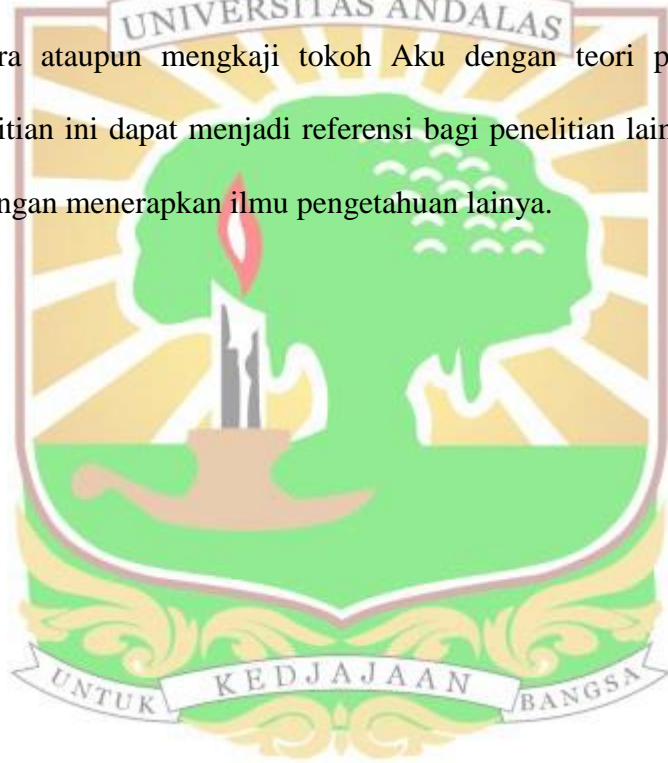 UNIVERSITAS ANDALAS
ra ataupun mengkaji tokoh Aku dengan teori p
itian ini dapat menjadi referensi bagi penelitian lain
ngan menerapkan ilmu pengetahuan lainya.
UNTUK KEDJAJAAN BANGSA